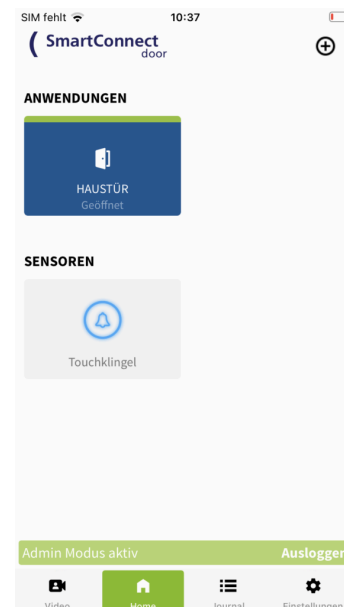 SIM fehlt 10:37
SmartConnect
door
ANWENDUNGEN
HAUSTÜR
Geöffnet
SENSOREN
Touchklingel
Admin Modus aktiv Ausloggen
Video Home Journal Einstellungen